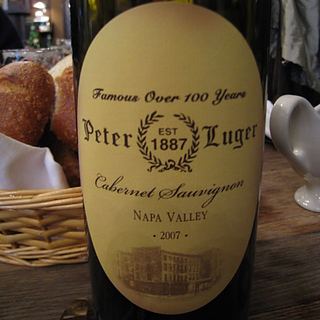 Famous Over 100 Years
Peter Luger
EST
1887
Cabernet Sauvignon
NAPA VALLEY
· 2007 ·